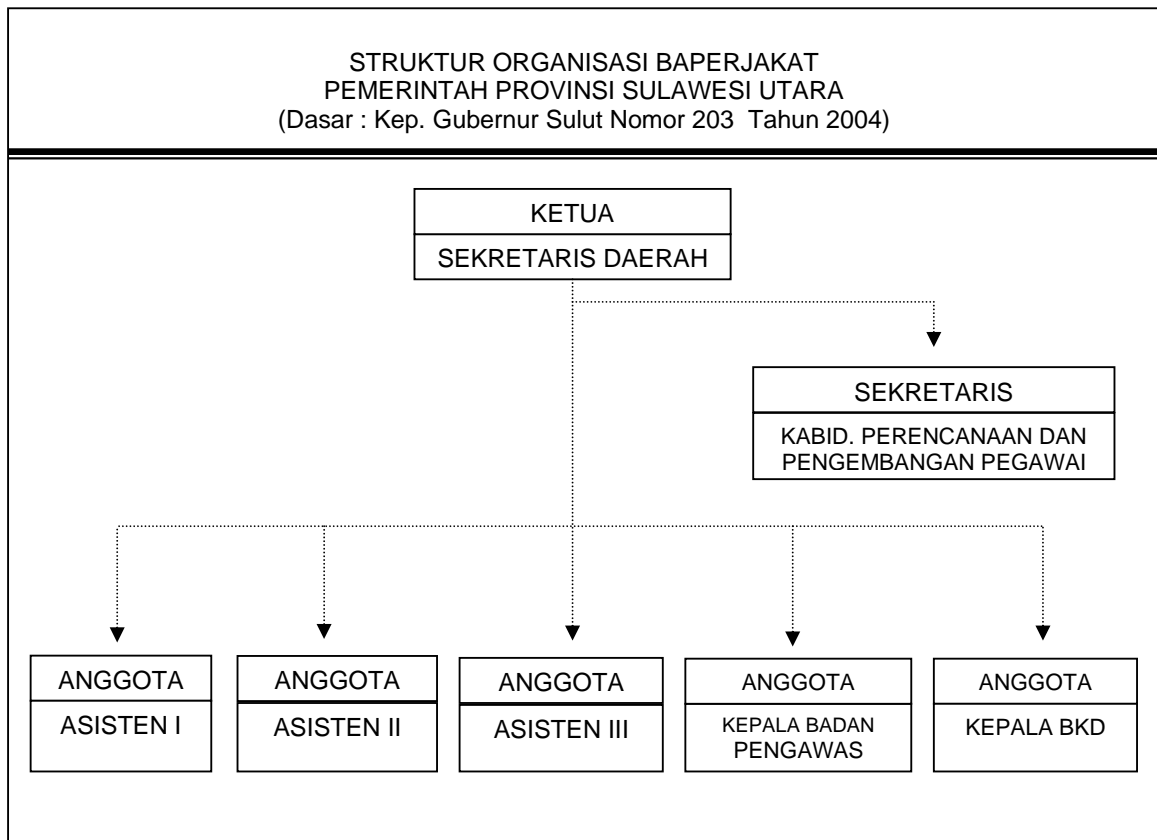 STRUKTUR ORGANISASI BAPERJAKAT
PEMERINTAH PROVINSI SULAWESI UTARA
(Dasar : Kep. Gubernur Sulut Nomor 203 Tahun 2004)
KETUA
SEKRETARIS DAERAH
SEKRETARIS
KABID. PERENCANAAN DAN
PENGEMBANGAN PEGAWAI
ANGGOTA
ASISTEN I
ANGGOTA
ASISTEN II
ANGGOTA
ASISTEN III
ANGGOTA
KEPALA BADAN
PENGAWAS
ANGGOTA
KEPALA BKD